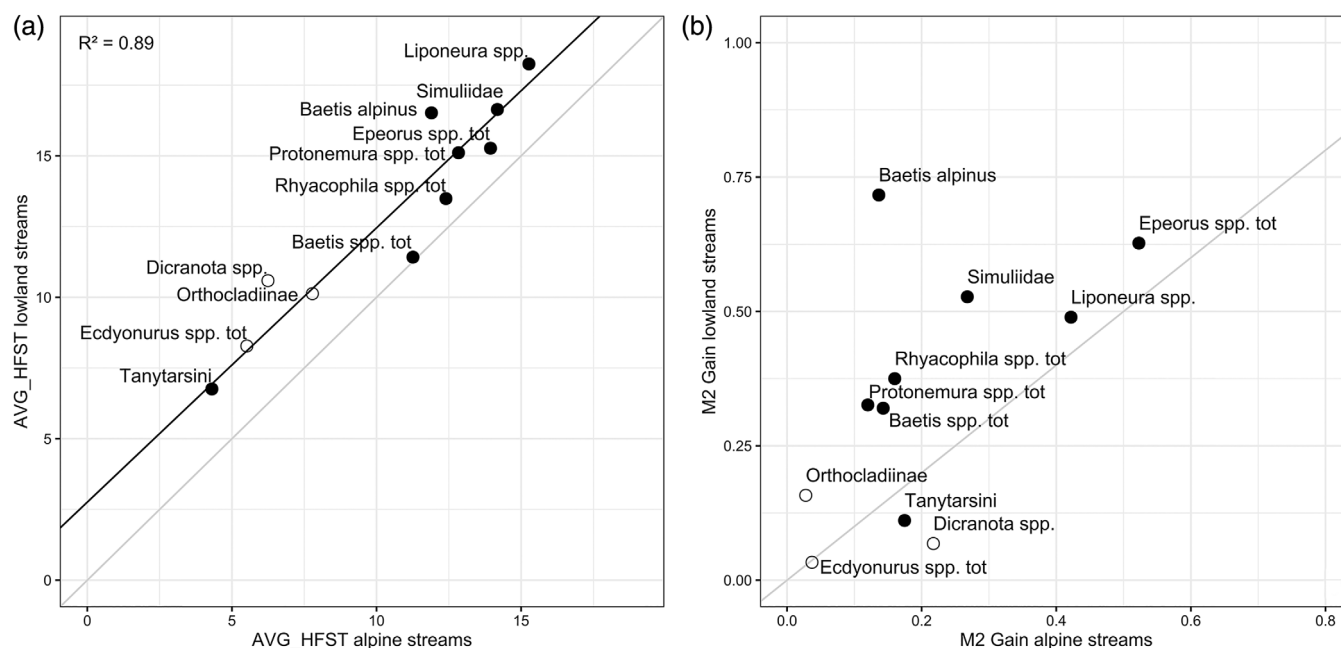 (a)
R² = 0.89
Liponeura spp.
Simuliidae
Baetis alpinus
Epeorus spp. tot
Protonemura spp. tot
Rhyacophila spp. tot
Baetis spp. tot
Dicranota spp.
Orthocladiinae
Ecdyonurus spp. tot
Tanytarsini
15
10
5
0
0 5 10 15
AVG_HFST lowland streams
AVG_HFST alpine streams
(b)
1.00
0.75
0.50
0.25
0.00
Baetis alpinus
Epeorus spp. tot
Simuliidae
Liponeura spp.
Rhyacophila spp. tot
Protonemura spp. tot
Baetis spp. tot
Orthocladiinae
Tanytarsini
Dicranota spp.
Ecdyonurus spp. tot
0.0 0.2 0.4 0.6 0.8
M2 Gain lowland streams
M2 Gain alpine streams